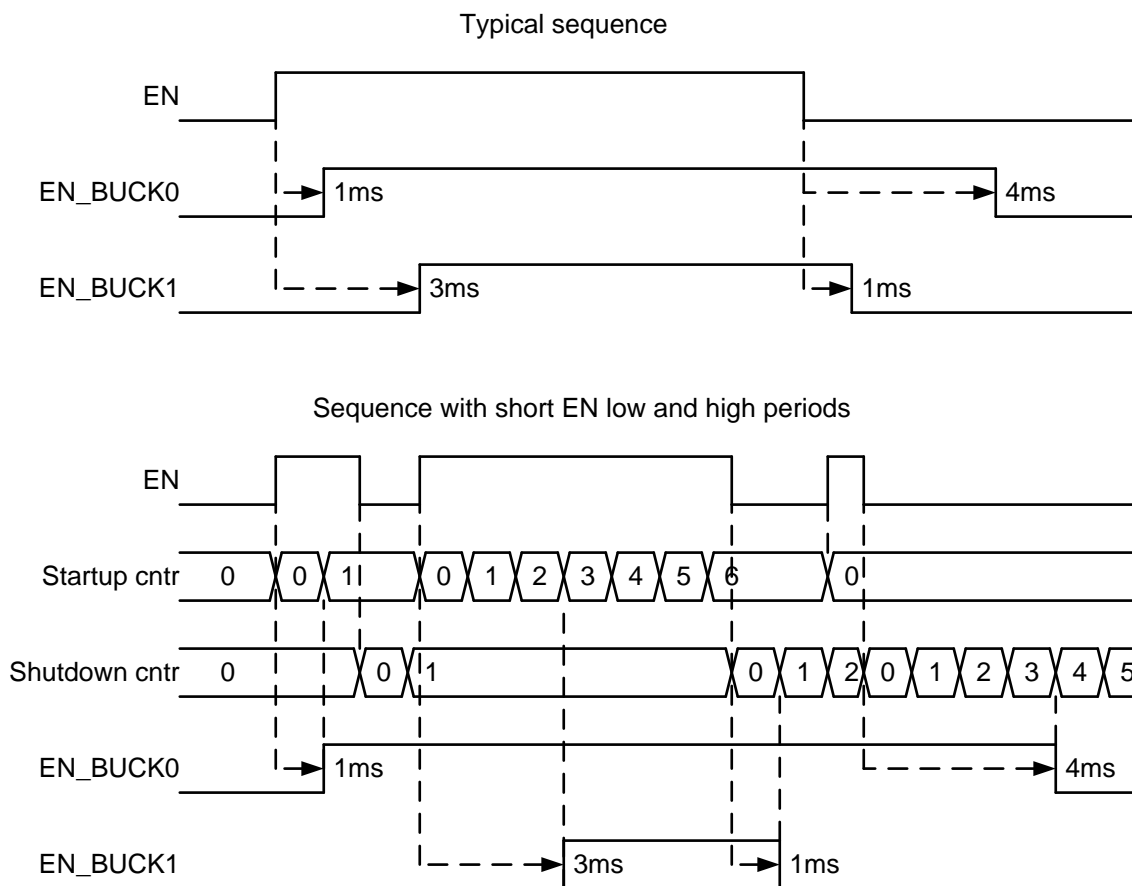 Typical sequence
EN
EN_BUCK0
1ms
4ms
EN_BUCK1
3ms
1ms
Sequence with short EN low and high periods
EN
Startup cntr
0 0 1 0 1 2 3 4 5 6 0
Shutdown cntr
0 0 1 0 1 2 0 1 2 3 4 5
EN_BUCK0
1ms
4ms
EN_BUCK1
3ms
1ms